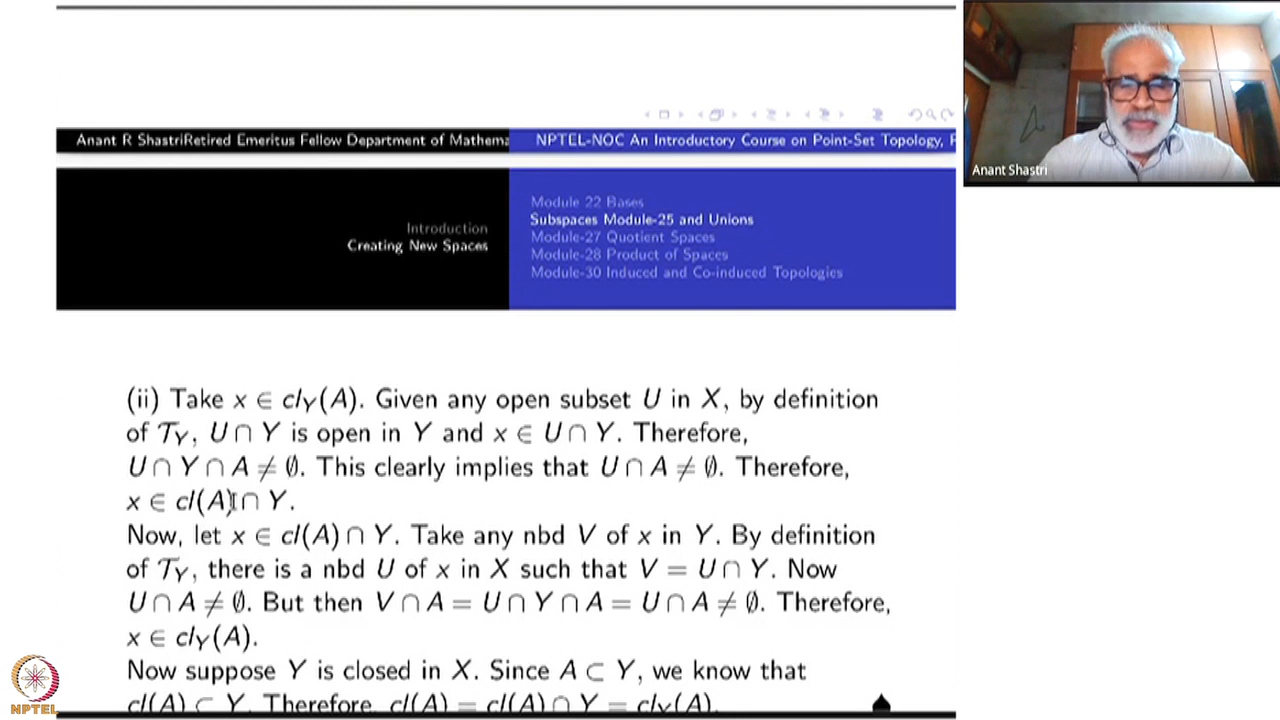 Anant R ShastriRetired Emeritus Fellow Department of Mathema
NPTEL-NOC An Introductory Course on Point-Set Topology, P
Introduction
Creating New Spaces
Module 22 Bases
Subspaces Module-25 and Unions
Module-27 Quotient Spaces
Module-28 Product of Spaces
Module-30 Induced and Co-induced Topologies
Anant Shastri
(ii) Take x ∈ cl_Y(A). Given any open subset U in X, by definition
of 𝒯_Y, U ∩ Y is open in Y and x ∈ U ∩ Y. Therefore,
U ∩ Y ∩ A ≠ ∅. This clearly implies that U ∩ A ≠ ∅. Therefore,
x ∈ cl(A) ∩ Y.
Now, let x ∈ cl(A) ∩ Y. Take any nbd V of x in Y. By definition
of 𝒯_Y, there is a nbd U of x in X such that V = U ∩ Y. Now
U ∩ A ≠ ∅. But then V ∩ A = U ∩ Y ∩ A = U ∩ A ≠ ∅. Therefore,
x ∈ cl_Y(A).
Now suppose Y is closed in X. Since A ⊂ Y, we know that
cl(A) ⊂ Y. Therefore, cl(A) = cl(A) ∩ Y = cl_Y(A).
NPTEL